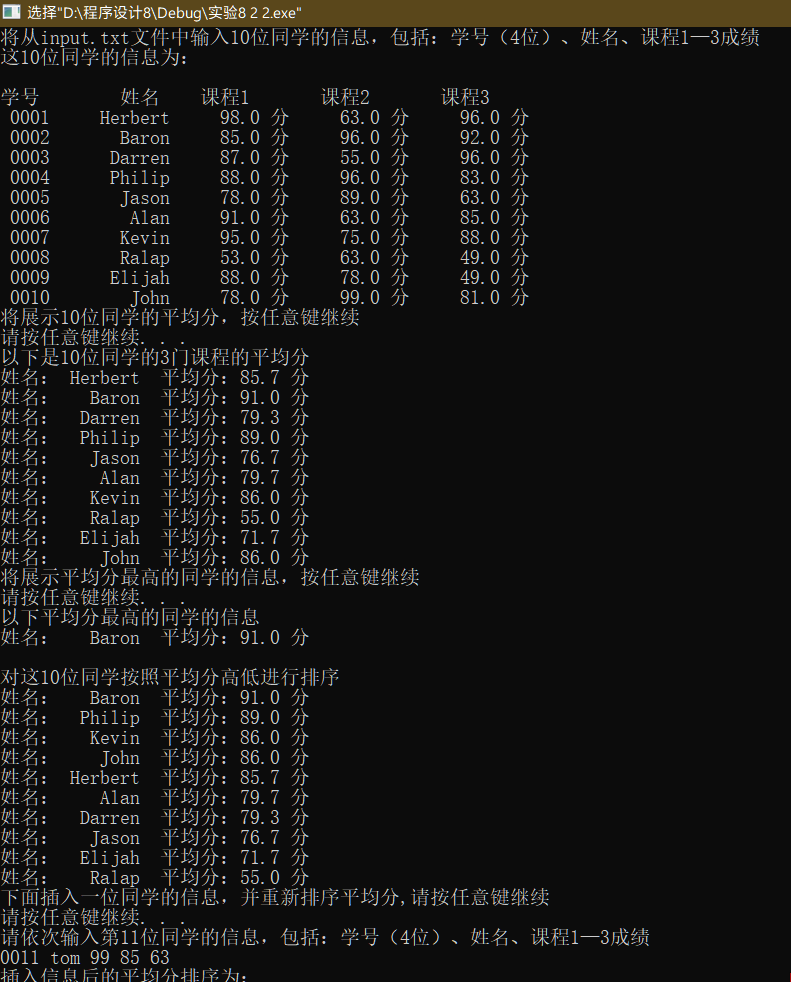 选择"D:\程序设计8\Debug\实验8 2 2.exe"
将从input.txt文件中输入10位同学的信息，包括：学号（4位）、姓名、课程1—3成绩
这10位同学的信息为：
学号 姓名 课程1 课程2 课程3
0001 Herbert 98.0 分 63.0 分 96.0 分
0002 Baron 85.0 分 96.0 分 92.0 分
0003 Darren 87.0 分 55.0 分 96.0 分
0004 Philip 88.0 分 96.0 分 83.0 分
0005 Jason 78.0 分 89.0 分 63.0 分
0006 Alan 91.0 分 63.0 分 85.0 分
0007 Kevin 95.0 分 75.0 分 88.0 分
0008 Ralap 53.0 分 63.0 分 49.0 分
0009 Elijah 88.0 分 78.0 分 49.0 分
0010 John 78.0 分 99.0 分 81.0 分
将展示10位同学的平均分，按任意键继续
请按任意键继续. . .
以下是10位同学的3门课程的平均分
姓名： Herbert 平均分：85.7 分
姓名： Baron 平均分：91.0 分
姓名： Darren 平均分：79.3 分
姓名： Philip 平均分：89.0 分
姓名： Jason 平均分：76.7 分
姓名： Alan 平均分：79.7 分
姓名： Kevin 平均分：86.0 分
姓名： Ralap 平均分：55.0 分
姓名： Elijah 平均分：71.7 分
姓名： John 平均分：86.0 分
将展示平均分最高的同学的信息，按任意键继续
请按任意键继续. . .
以下平均分最高的同学的信息
姓名： Baron 平均分：91.0 分
对这10位同学按照平均分高低进行排序
姓名： Baron 平均分：91.0 分
姓名： Philip 平均分：89.0 分
姓名： Kevin 平均分：86.0 分
姓名： John 平均分：86.0 分
姓名： Herbert 平均分：85.7 分
姓名： Alan 平均分：79.7 分
姓名： Darren 平均分：79.3 分
姓名： Jason 平均分：76.7 分
姓名： Elijah 平均分：71.7 分
姓名： Ralap 平均分：55.0 分
下面插入一位同学的信息，并重新排序平均分,请按任意键继续
请按任意键继续. . .
请依次输入第11位同学的信息，包括：学号（4位）、姓名、课程1—3成绩
0011 tom 99 85 63
插入信息后的平均分排序为：